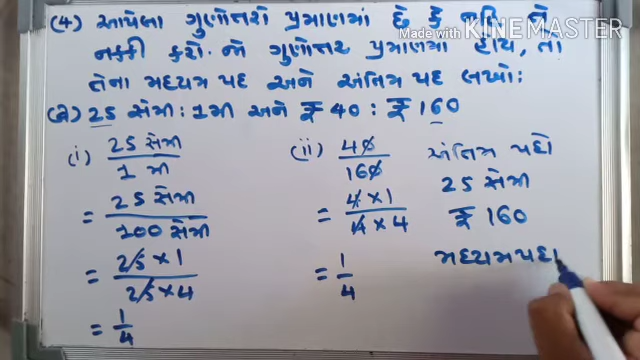 (4) આપેલા ગુણોત્તરો પ્રમાણમાં છે કે નહિ તે
નક્કી કરો. જો ગુણોત્તર પ્રમાણમાં હોય, તો
તેના મધ્યમ પદ અને અંતિમ પદ લખો:
25 સેમી : 1મી અને ₹ 40 : ₹ 160
(i) 25 સેમી / 1 મી
= 25 સેમી / 100 સેમી
= 25 × 1 / 25 × 4
= 1/4
(ii) 40 / 160
= 4 × 1 / 4 × 4
= 1/4
અંતિમ પદો
25 સેમી
₹ 160
મધ્યમપદા
Made with KINEMASTER